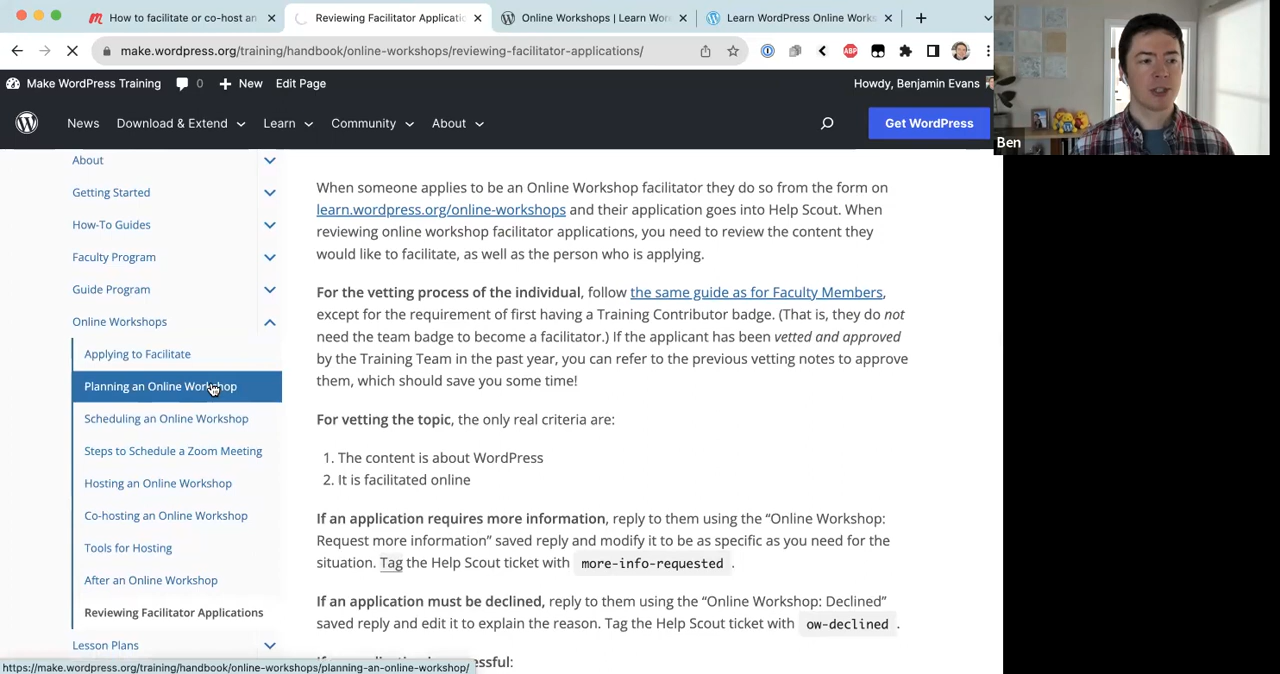 How to facilitate or co-host an
Reviewing Facilitator Applicatio
Online Workshops | Learn Wor
Learn WordPress Online Works
make.wordpress.org/training/handbook/online-workshops/reviewing-facilitator-applications/
ABP
Make WordPress Training 0 New Edit Page
Howdy, Benjamin Evans
News Download & Extend Learn Community About
Get WordPress
Ben
About
Getting Started
How-To Guides
Faculty Program
Guide Program
Online Workshops
Applying to Facilitate
Planning an Online Workshop
Scheduling an Online Workshop
Steps to Schedule a Zoom Meeting
Hosting an Online Workshop
Co-hosting an Online Workshop
Tools for Hosting
After an Online Workshop
Reviewing Facilitator Applications
Lesson Plans
When someone applies to be an Online Workshop facilitator they do so from the form on
learn.wordpress.org/online-workshops and their application goes into Help Scout. When
reviewing online workshop facilitator applications, you need to review the content they
would like to facilitate, as well as the person who is applying.
For the vetting process of the individual, follow the same guide as for Faculty Members,
except for the requirement of first having a Training Contributor badge. (That is, they do not
need the team badge to become a facilitator.) If the applicant has been vetted and approved
by the Training Team in the past year, you can refer to the previous vetting notes to approve
them, which should save you some time!
For vetting the topic, the only real criteria are:
1. The content is about WordPress
2. It is facilitated online
If an application requires more information, reply to them using the “Online Workshop:
Request more information” saved reply and modify it to be as specific as you need for the
situation. Tag the Help Scout ticket with more-info-requested .
If an application must be declined, reply to them using the “Online Workshop: Declined”
saved reply and edit it to explain the reason. Tag the Help Scout ticket with ow-declined .
https://make.wordpress.org/training/handbook/online-workshops/planning-an-online-workshop/